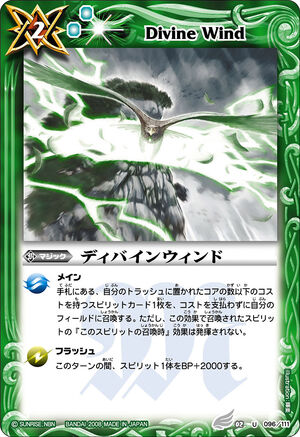 2
Divine Wind
マジック
ディバインウィンド
メイン
手札にある、自分のトラッシュに置かれたコアの数以下のコス
トを持つスピリットカード1枚を、コストを支払わずに自分の
フィールドに召喚する。ただし、この効果で召喚されたスピリッ
トの「このスピリットの召喚時」効果は発揮されない。
フラッシュ
このターンの間、スピリット1体をBP+2000する。
© SUNRISE・NBN BANDAI 2008 MADE IN JAPAN
02 - U 096/111